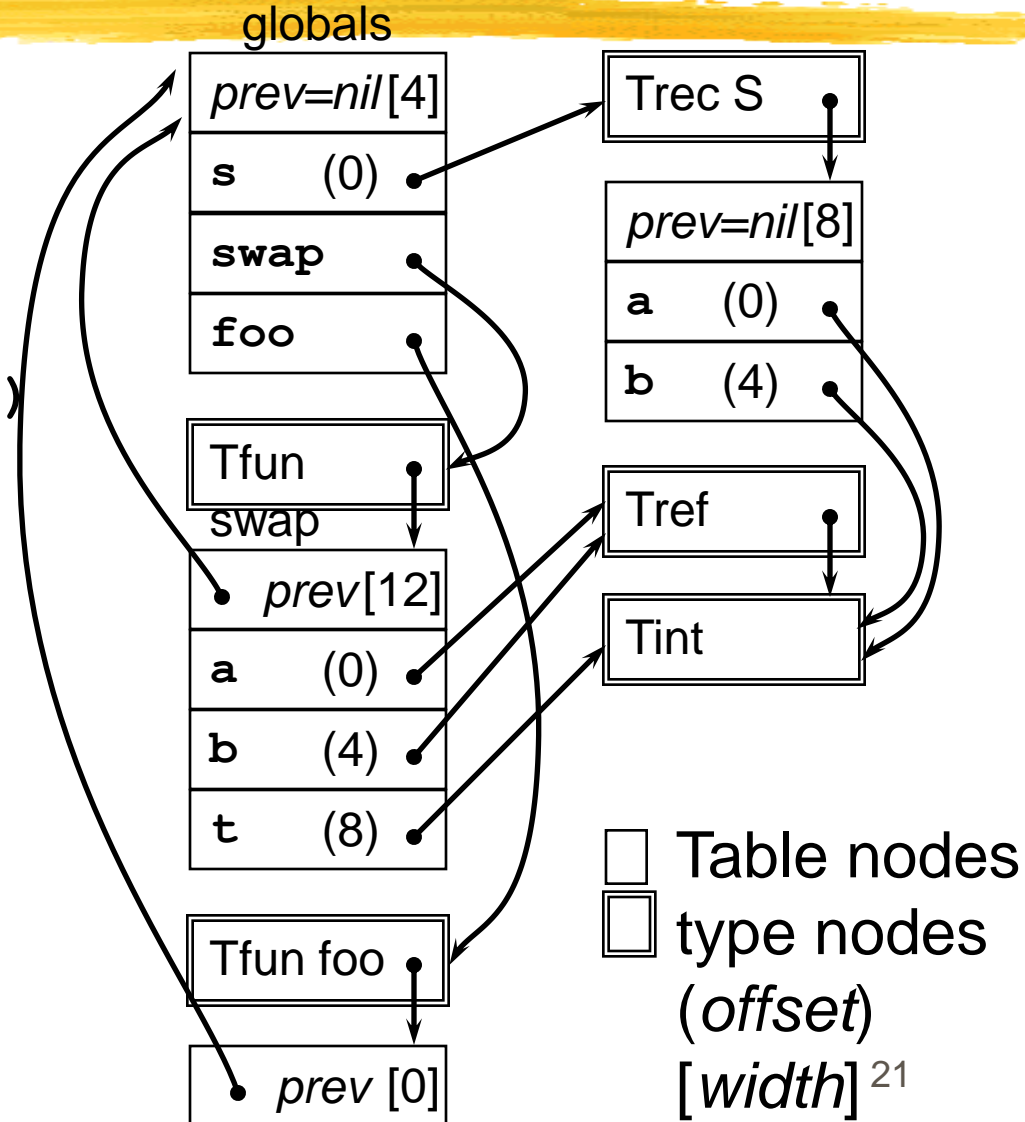 globals
prev=nil[4]
s (0)
swap
foo
)
Tfun
swap
prev[12]
a (0)
b (4)
t (8)
Tfun foo
prev [0]
Trec S
prev=nil[8]
a (0)
b (4)
Tref
Tint
Table nodes
type nodes
(offset)
[width] 21